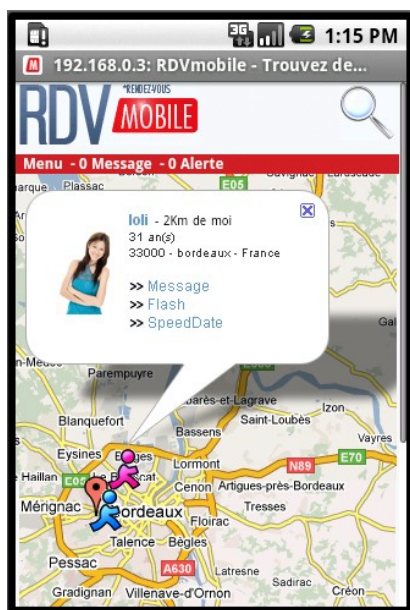 3G 1:15 PM
192.168.0.3: RDVmobile - Trouvez de...
RDV *RENDEZ-VOUS MOBILE
Menu - 0 Message - 0 Alerte
Plassac
E05
loli - 2Km de moi
31 an(s)
33000 - bordeaux - France
>> Message
>> Flash
>> SpeedDate
Parempuyre
Izon
Blanquefort
Saint-Loubès
Bassens
Vayres
Eysines
Lormont
N89
E70
Haillan
E05
Cenon
Artigues-près-Bordeaux
Mérignac
Bordeaux
Tresses
Floirac
Talence
Bègles
Pessac
A630
Latresne
Sadirac
Créon
Gradignan
Villenave-d'Ornon